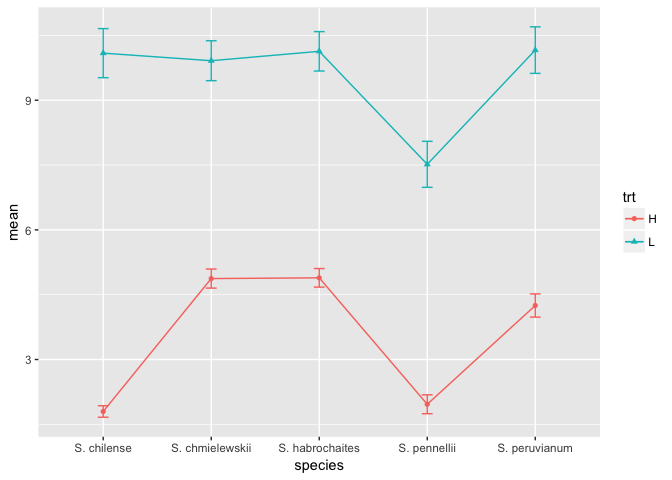 9
6
3
mean
S. chilense
S. chmielewskii
S. habrochaites
S. pennellii
S. peruvianum
species
trt
H
L